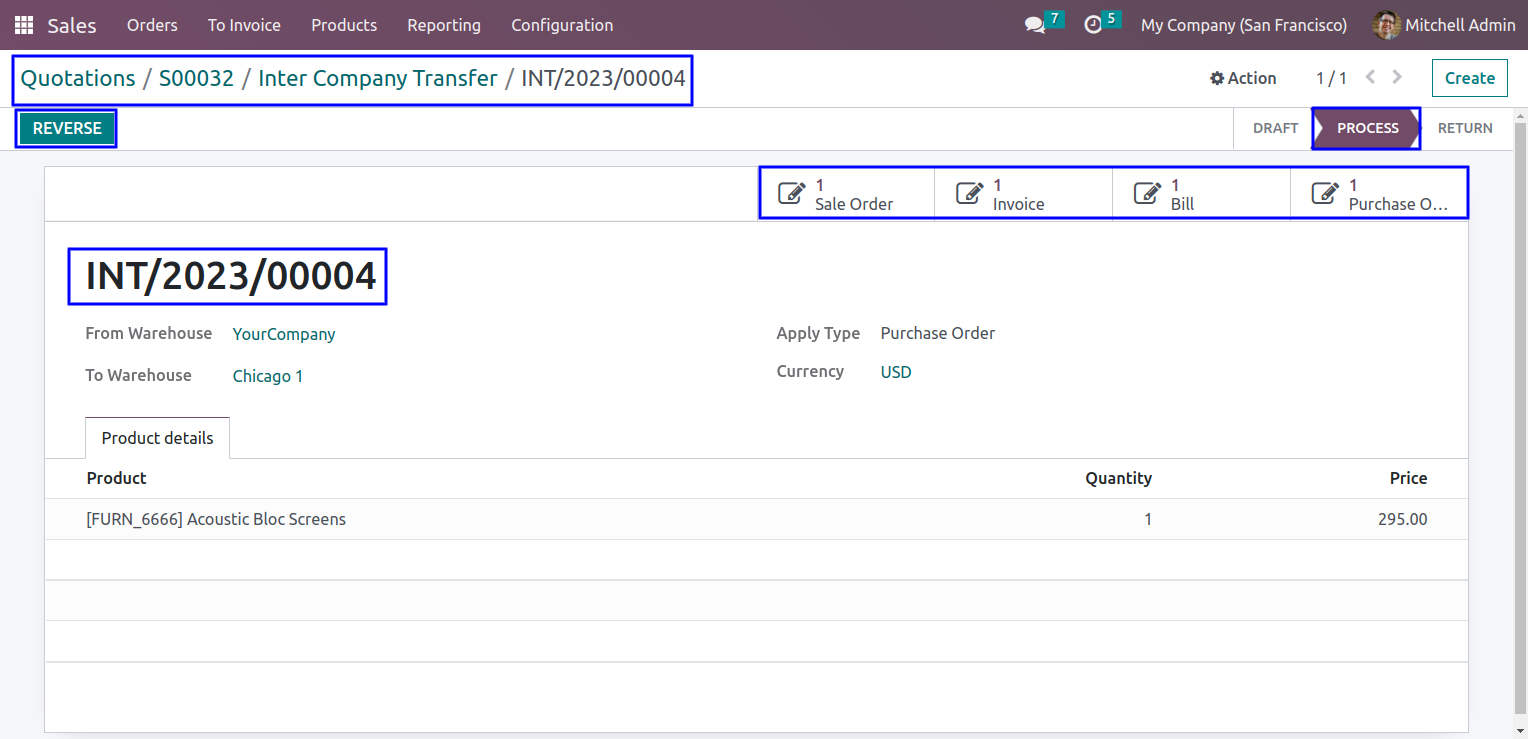 Sales Orders To Invoice Products Reporting Configuration 7 5 My Company (San Francisco) Mitchell Admin
Quotations / S00032 / Inter Company Transfer / INT/2023/00004 Action 1 / 1 Create
REVERSE DRAFT PROCESS RETURN
1 Sale Order
1 Invoice
1 Bill
1 Purchase O...
INT/2023/00004
From Warehouse YourCompany Apply Type Purchase Order
To Warehouse Chicago 1 Currency USD
Product details
Product Quantity Price
[FURN_6666] Acoustic Bloc Screens 1 295.00